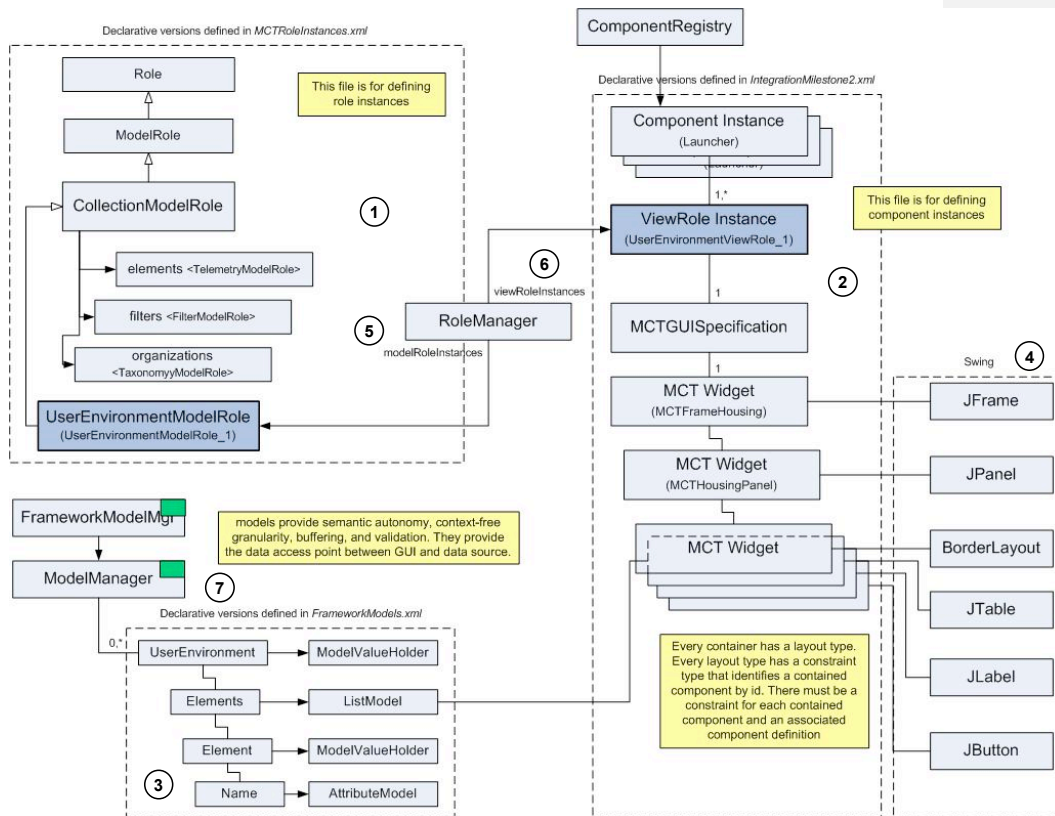 Declarative versions defined in MCTRoleInstances.xml
Role
ModelRole
CollectionModelRole
elements <TelemetryModelRole>
filters <FilterModelRole>
organizations
<TaxonomyyModelRole>
UserEnvironmentModelRole
(UserEnvironmentModelRole_1)
This file is for defining
role instances
1
5
6
viewRoleInstances
RoleManager
modelRoleInstances
ComponentRegistry
Declarative versions defined in IntegrationMilestone2.xml
Component Instance
(Launcher)
(Launcher)
1,*
ViewRole Instance
(UserEnvironmentViewRole_1)
This file is for defining
component instances
2
1
MCTGUISpecification
1
MCT Widget
(MCTFrameHousing)
MCT Widget
(MCTHousingPanel)
MCT Widget
Every container has a layout type.
Every layout type has a constraint
type that identifies a contained
component by id. There must be a
constraint for each contained
component and an associated
component definition
Swing
4
JFrame
JPanel
BorderLayout
JTable
JLabel
JButton
FrameworkModelMgr
ModelManager
models provide semantic autonomy, context-free
granularity, buffering, and validation. They provide
the data access point between GUI and data source.
7
Declarative versions defined in FrameworkModels.xml
0,*
UserEnvironment
ModelValueHolder
Elements
ListModel
Element
ModelValueHolder
3
Name
AttributeModel